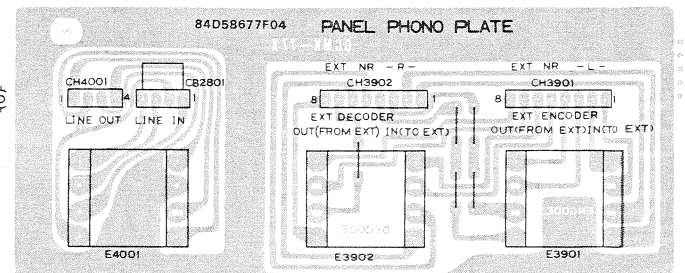 84D58677F04 PANEL PHONO PLATE
EXT NR -R- EXT NR -L-
CH4001 CB2801 CH3902 CH3901
1 4 1 8 1 8 1
LINE OUT LINE IN EXT DECODER EXT ENCODER
OUT(FROM EXT) IN(TO EXT) OUT(FROM EXT)IN(TO EXT)
DECODE ENCODE
E4001 E3902 E3901